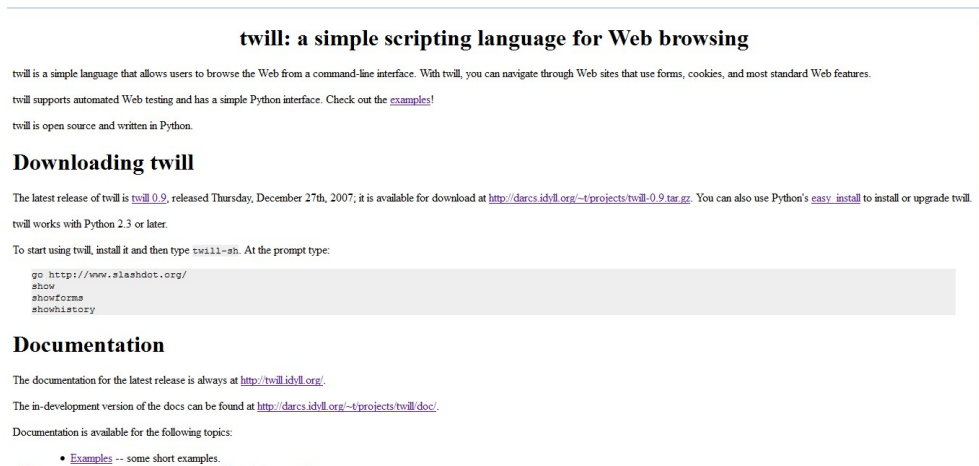 twill: a simple scripting language for Web browsing
twill is a simple language that allows users to browse the Web from a command-line interface. With twill, you can navigate through Web sites that use forms, cookies, and most standard Web features.
twill supports automated Web testing and has a simple Python interface. Check out the examples!
twill is open source and written in Python.
Downloading twill
The latest release of twill is twill 0.9, released Thursday, December 27th, 2007; it is available for download at http://darcs.idyll.org/~t/projects/twill-0.9.tar.gz. You can also use Python's easy_install to install or upgrade twill.
twill works with Python 2.3 or later.
To start using twill, install it and then type twill-sh. At the prompt type:
go http://www.slashdot.org/
show
showforms
showhistory
Documentation
The documentation for the latest release is always at http://twill.idyll.org/.
The in-development version of the docs can be found at http://darcs.idyll.org/~t/projects/twill/doc/.
Documentation is available for the following topics:
• Examples -- some short examples.